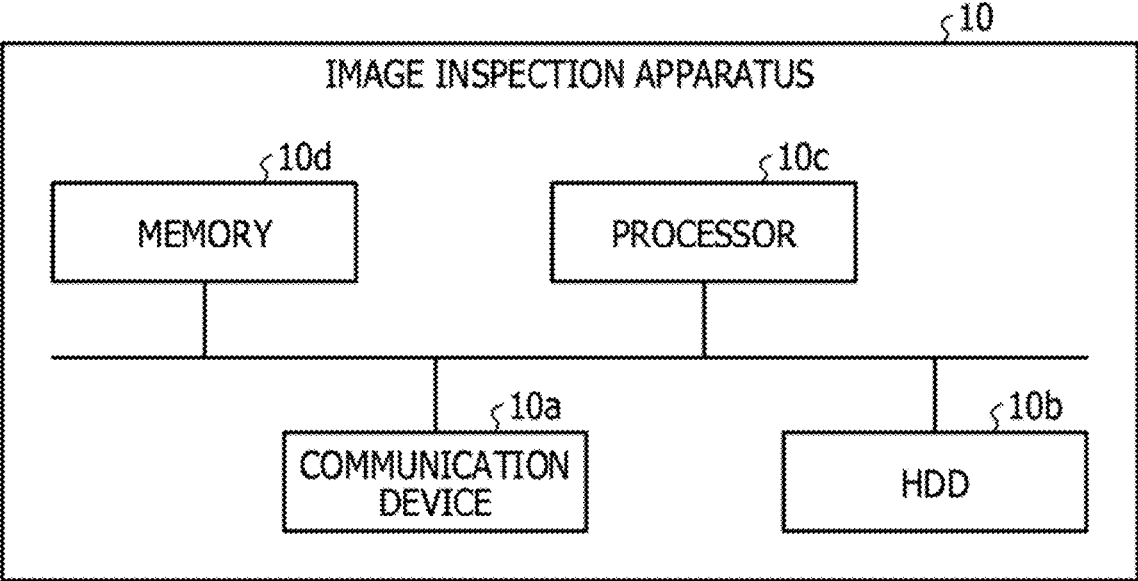 10
IMAGE INSPECTION APPARATUS
10d
10c
MEMORY
PROCESSOR
10a
10b
COMMUNICATION
DEVICE
HDD